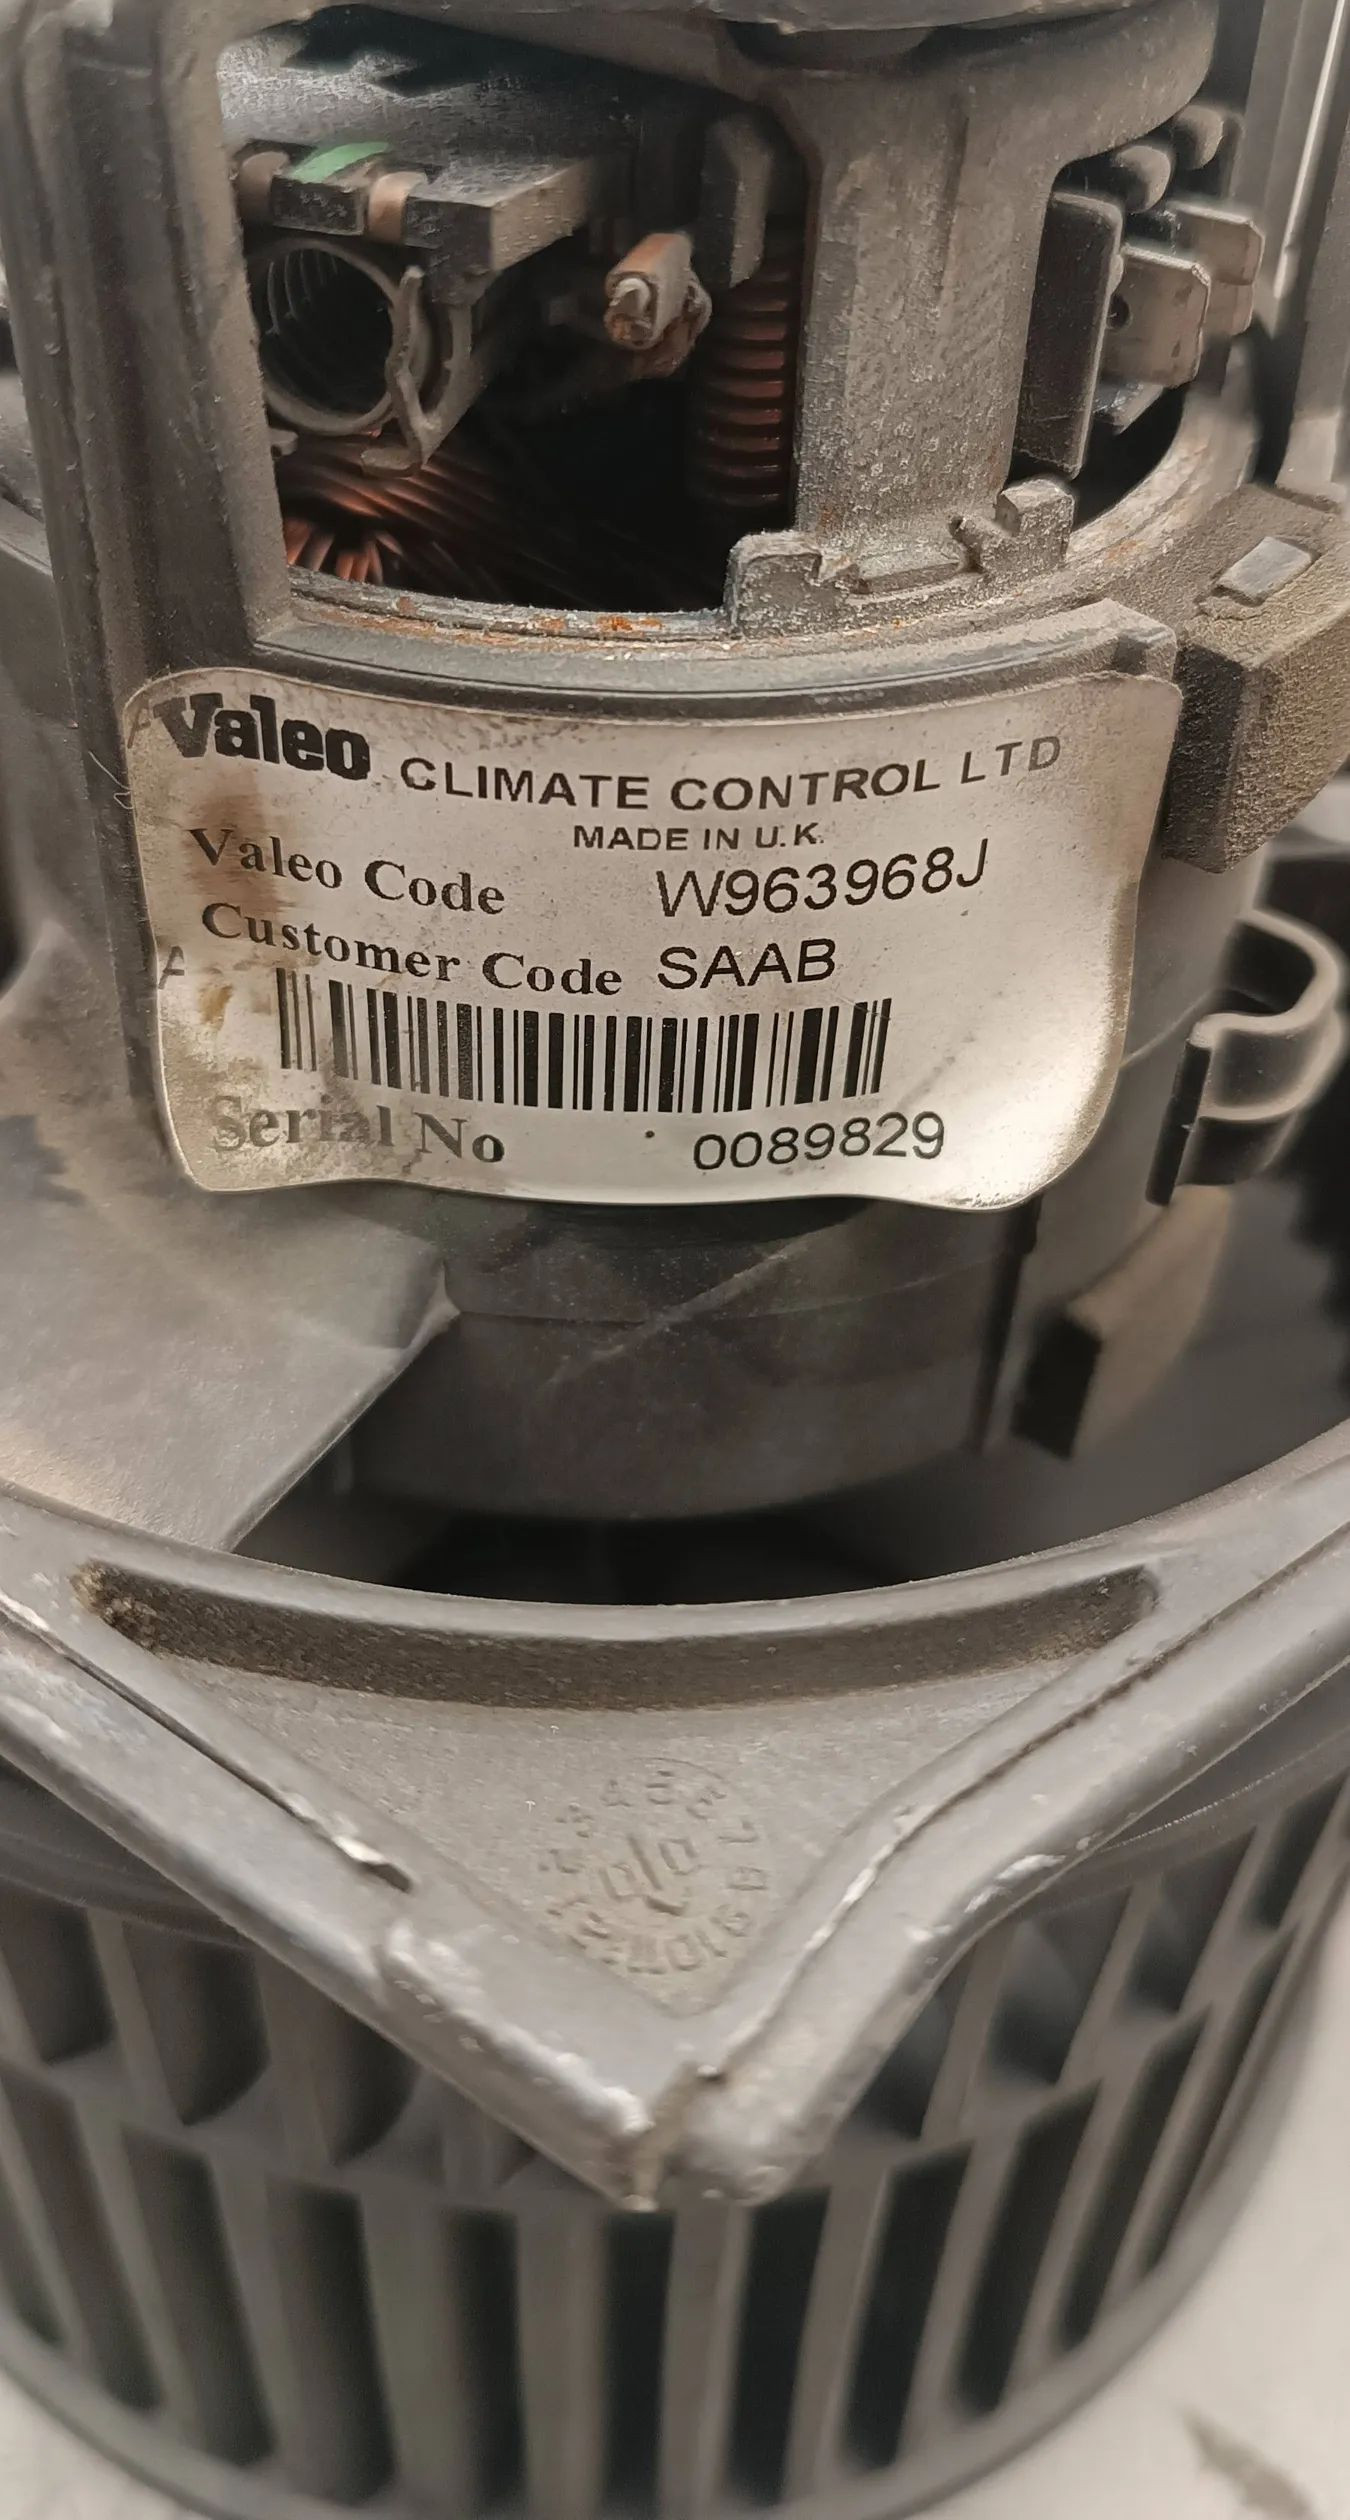 Valeo CLIMATE CONTROL LTD
MADE IN U.K.
Valeo Code W963968J
Customer Code SAAB
Serial No 0089829